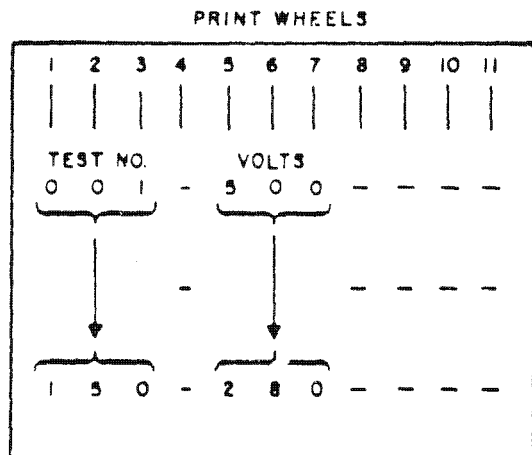 PRINT WHEELS
1 2 3 4 5 6 7 8 9 10 11
TEST NO. VOLTS
0 0 1 - 5 0 0 - - - -
- - - - -
1 5 0 - 2 8 0 - - - -